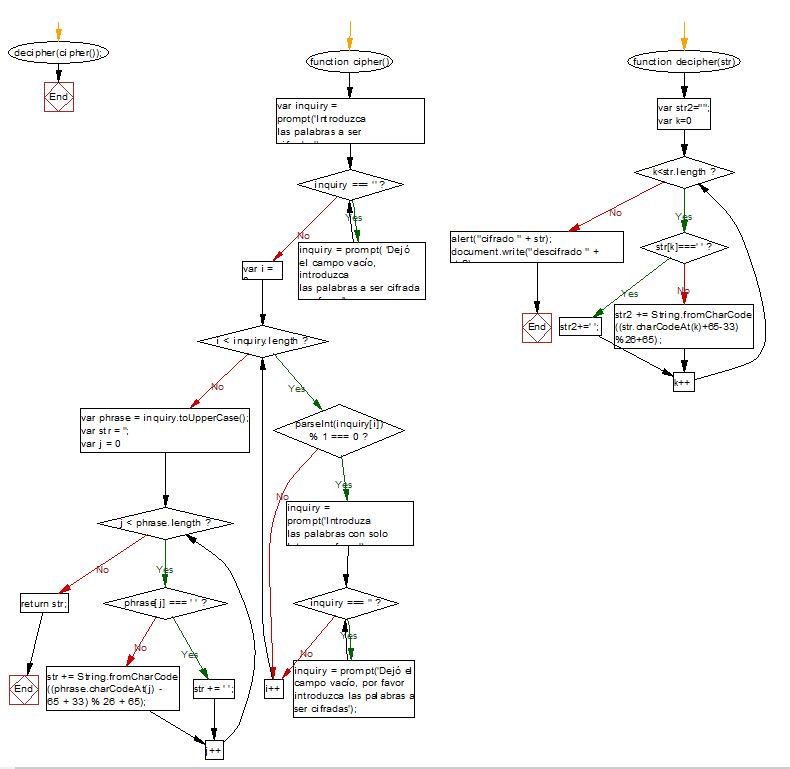 decipher(cipher());
End
function cipher()
var inquiry =
prompt('Introduzca
las palabras a ser
inquiry === '' ?
Yes
No
inquiry = prompt( 'Dejó
el campo vacío,
introduzca
las palabras a ser cifrada
var i =
i < inquiry.length ?
No
Yes
var phrase = inquiry.toUpperCase();
var str = '';
var j = 0
parseInt(inquiry[i])
% 1 === 0 ?
Yes
No
inquiry =
prompt('Introduza
las palabras con solo
j < phrase.length ?
No
Yes
return str;
phrase[j] === ' ' ?
inquiry === '' ?
No
Yes
Yes
No
End
str += String.fromCharCode
((phrase.charCodeAt(j) -
65 + 33) % 26 + 65);
str += ' ';
i++
inquiry = prompt('Dejó el
campo vacío, por favor
introduzca las palabras a
ser cifradas');
j++
function decipher(str)
var str2="";
var k=0
k<str.length ?
No
Yes
alert("cifrado " + str);
document.write("descifrado " +
str[k]===' ' ?
Yes
No
End
str2+=' ';
str2 += String.fromCharCode
((str.charCodeAt(k)+65-33)
%26+65);
k++